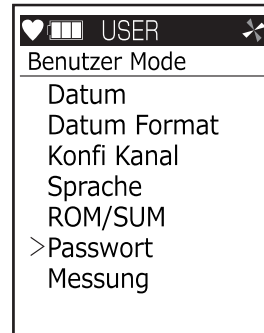 USER
Benutzer Mode
Datum
Datum Format
Konfi Kanal
Sprache
ROM/SUM
>Passwort
Messung